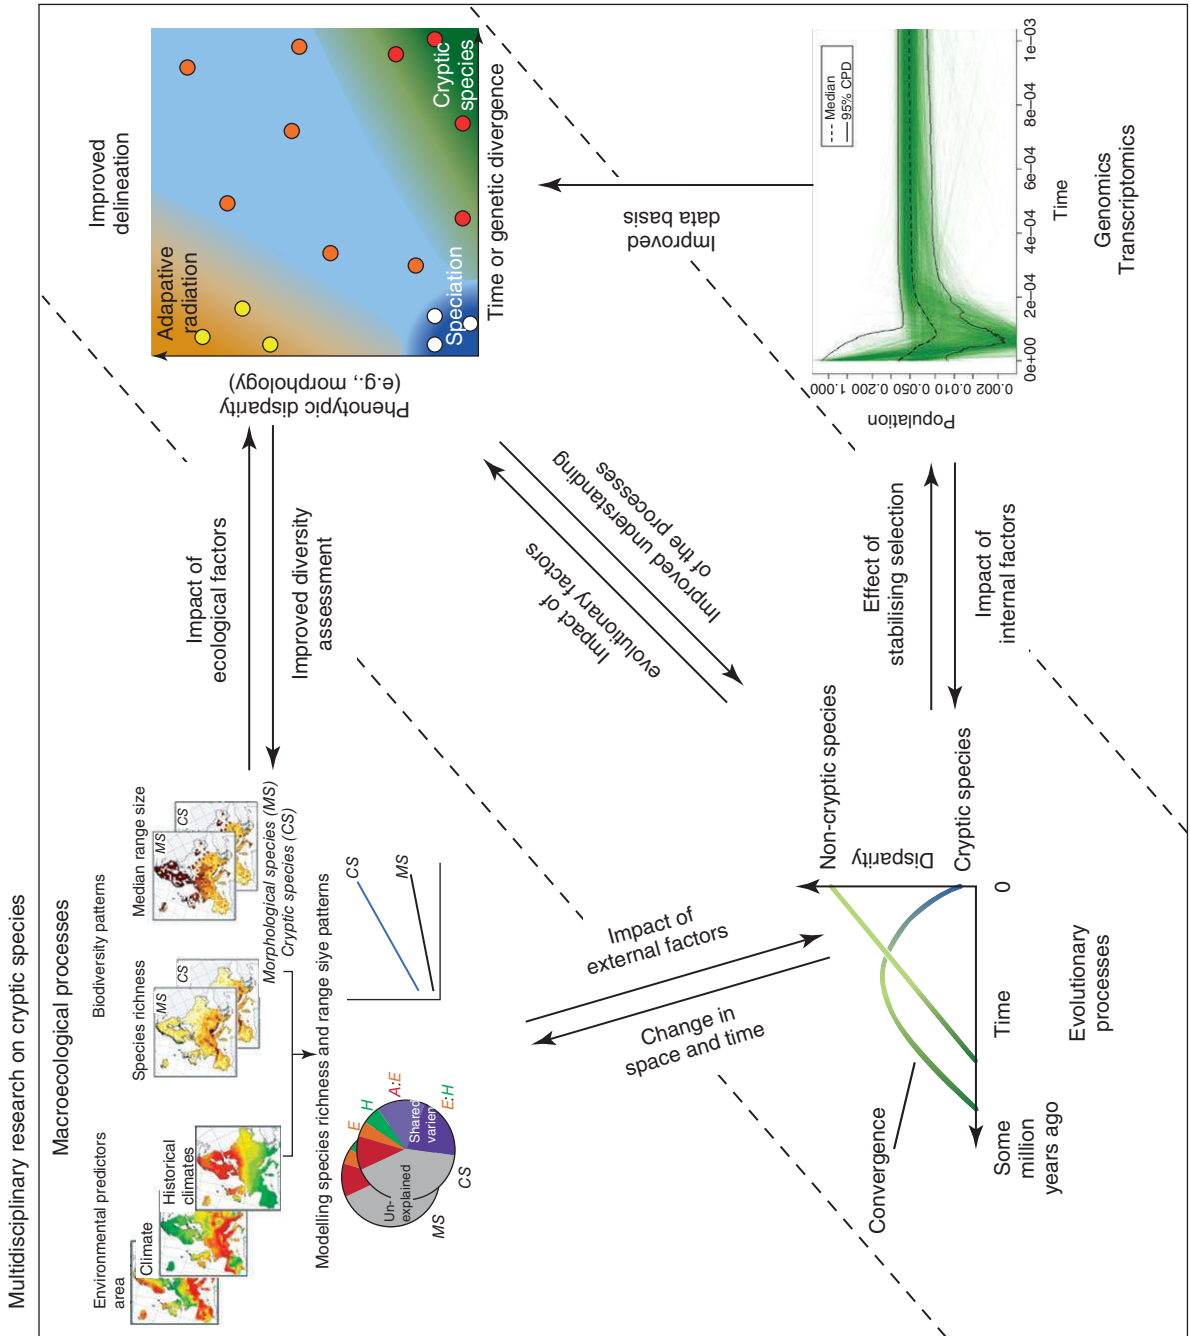 Multidisciplinary research on cryptic species
Macroecological processes
Environmental predictors
area
Climate
Historical
climates
Biodiversity patterns
Species richness
MS
CS
Median range size
MS
CS
Morphological species (MS)
Cryptic species (CS)
Modelling species richness and range siye patterns
E
H
A:E
E:H
Shared
varien
Un-
explained
MS
CS
CS
MS
Impact of
ecological factors
Improved diversity
assessment
Improved
delineation
Adapative
radiation
Cryptic
species
Speciation
Phenotypic disparity
(e.g., morphology)
Time or genetic divergence
Impact of
external factors
Change in
space and time
Impact of
evolutionary factors
Improved understanding
of the processes
Improved
data basis
Convergence
Non-cryptic species
Disparity
Cryptic species
0
Time
Some
million
years ago
Evolutionary
processes
Effect of
stabilising selection
Impact of
internal factors
Population
1.000
0.200
0.050
0.010
0.002
Median
95% CPD
0e+00
2e−04
4e−04
6e−04
8e−04
1e−03
Time
Genomics
Transcriptomics